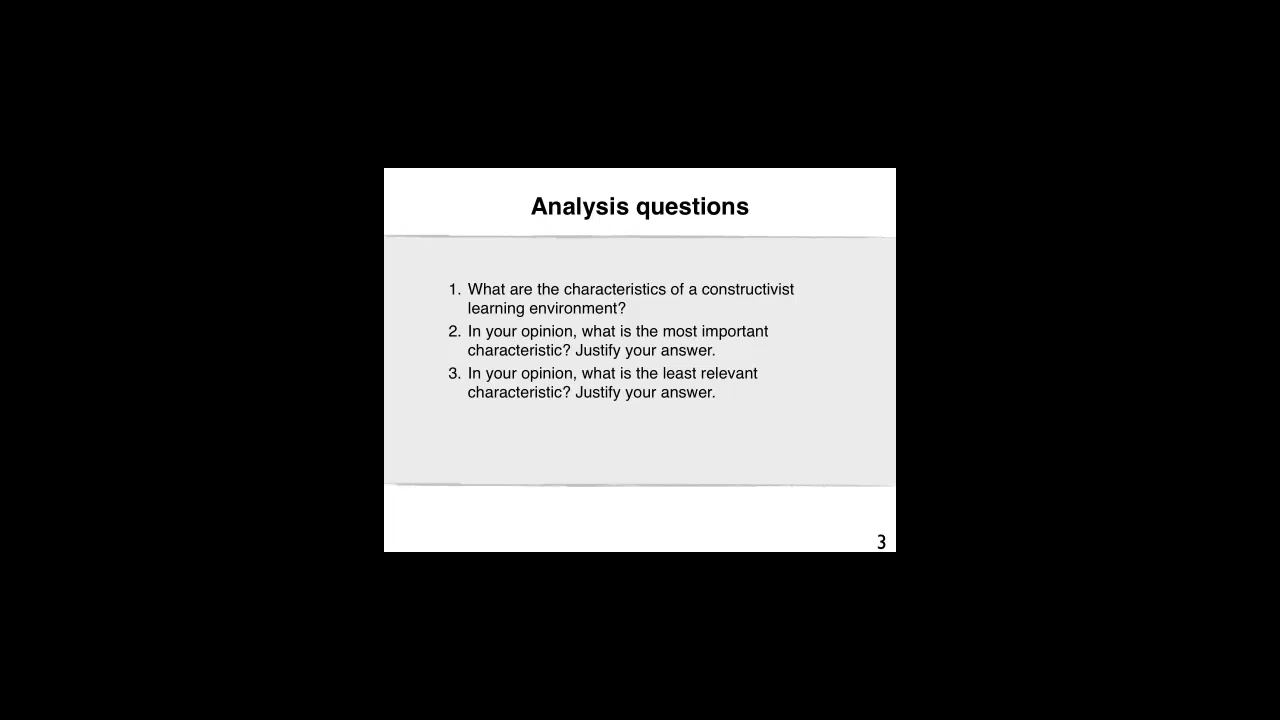 Analysis questions
1. What are the characteristics of a constructivist
learning environment?
2. In your opinion, what is the most important
characteristic? Justify your answer.
3. In your opinion, what is the least relevant
characteristic? Justify your answer.
3